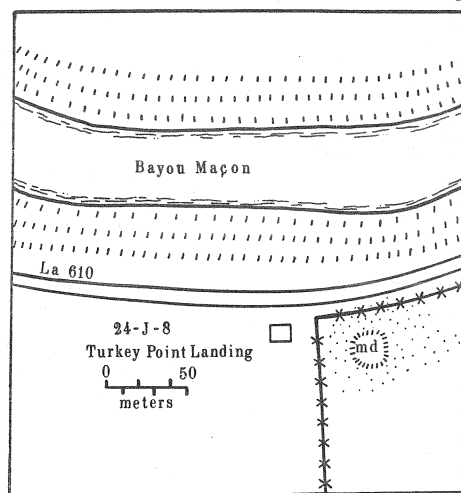 Bayou Maçon
La 610
24-J-8
Turkey Point Landing
0 50
meters
md